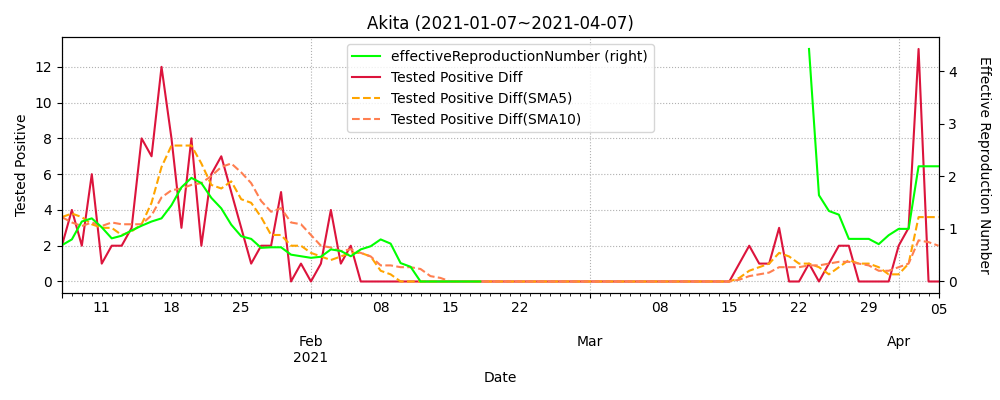 Akita (2021-01-07~2021-04-07)
effectiveReproductionNumber (right)
Tested Positive Diff
Tested Positive Diff(SMA5)
Tested Positive Diff(SMA10)
Tested Positive
12
10
8
6
4
2
0
Effective Reproduction Number
4
3
2
1
0
11 18 25 08 15 22 08 15 22 29 05
Feb Mar Apr
2021
Date